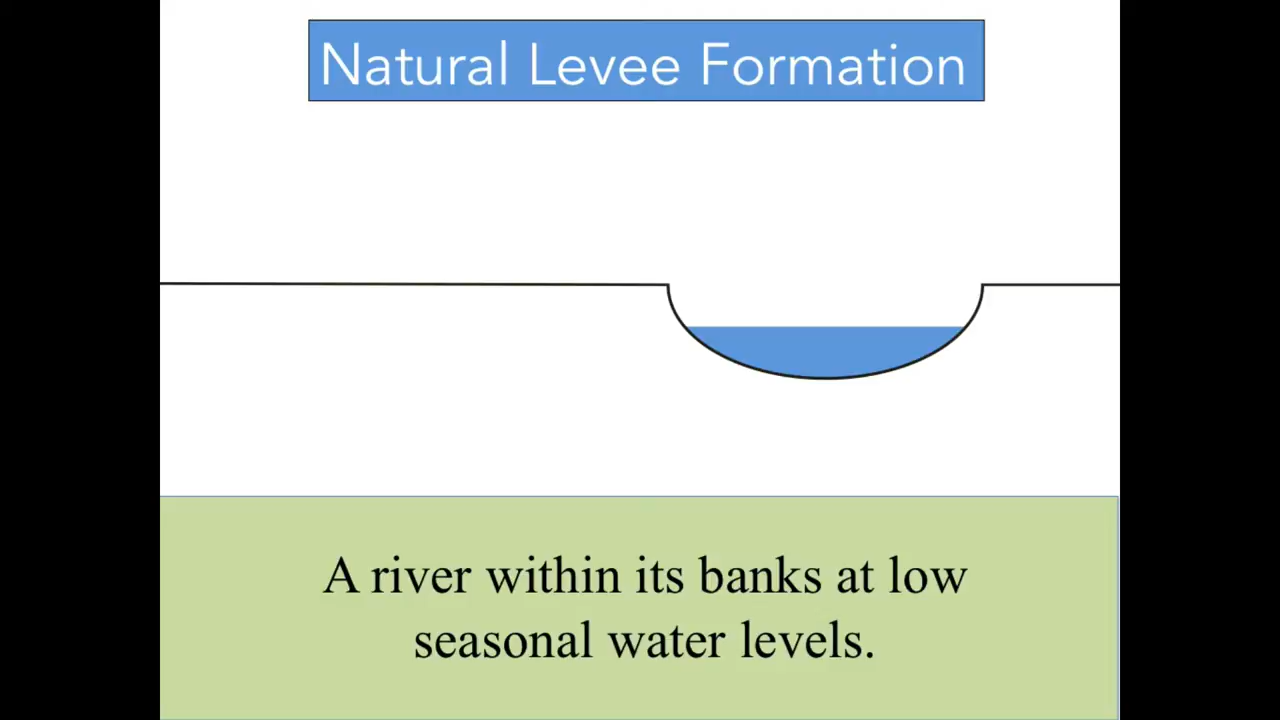 Natural Levee Formation
A river within its banks at low
seasonal water levels.